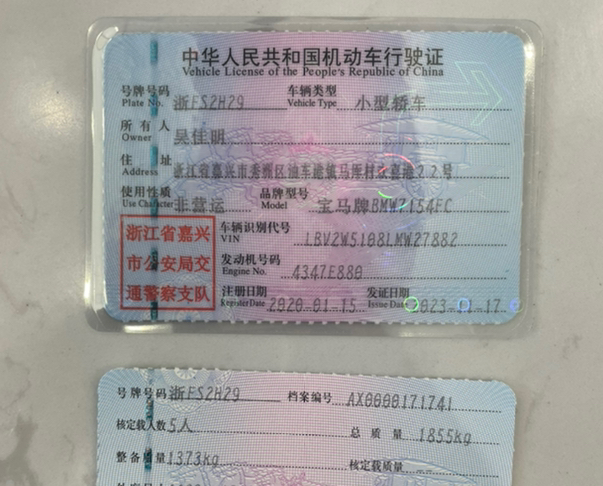 中华人民共和国机动车行驶证
Vehicle License of the People's Republic of China
号牌号码 Plate No. 浙FS2H29 车辆类型 Vehicle Type 小型轿车
所有人 Owner 吴佳明
住址 Address 浙江省嘉兴市秀洲区油车港镇马厍村 港22号
使用性质 Use Character 非营运 品牌型号 Model 宝马牌BMW7154FC
浙江省嘉兴
市公安局交
通警察支队
车辆识别代号 VIN LBV2W5108LMW27882
发动机号码 Engine No. 4347E880
注册日期 Register Date 2020-01-15 发证日期 Issue Date 2023-11-17
号牌号码 浙FS2H29 档案编号 AX0000171741
核定载人数 5人 总质量 1855kg
整备质量 1373kg 核定载质量 --